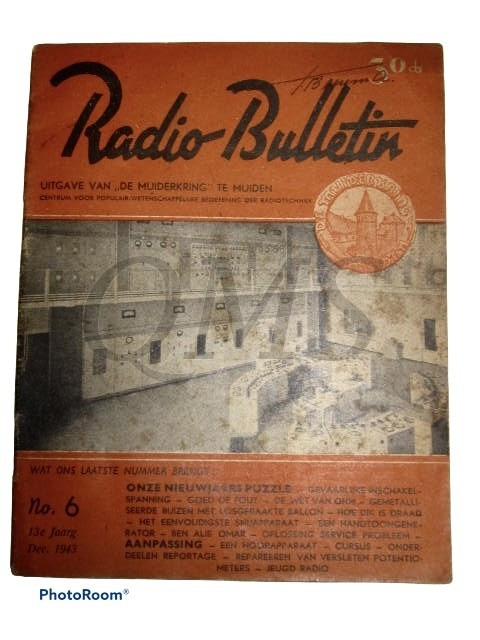 30 ct
Radio Bulletin
UITGAVE VAN „DE MUIDERKRING" TE MUIDEN
CENTRUM VOOR POPULAIR/WETENSCHAPPELIJKE BEOEFENING DER RADIOTECHNIEK
QMS
WAT ONS LAATSTE NUMMER BRENGT:
no. 6
13e Jaarg
Dec. 1943
ONZE NIEUWJAARSPUZZLE – GEVAARLIJKE INSCHAKEL-
SPANNING – GOED OF FOUT – DE WET VAN OHM – GEMETALLI-
SEERDE BUIZEN MET LOSGERAAKTE BALLON – HOE DIK IS DRAAD
– HET EENVOUDIGSTE SNIJAPPARAAT – EEN HANDTOONGENE-
RATOR – BEN ALIE OMAR – OPLOSSING SERVICE PROBLEEM –
AANPASSING – EEN HOORAPPARAAT – CURSUS – ONDER-
DEELEN REPORTAGE – REPAREEREN VAN VERSLETEN POTENTIO-
METERS – JEUGD RADIO
PhotoRoom®